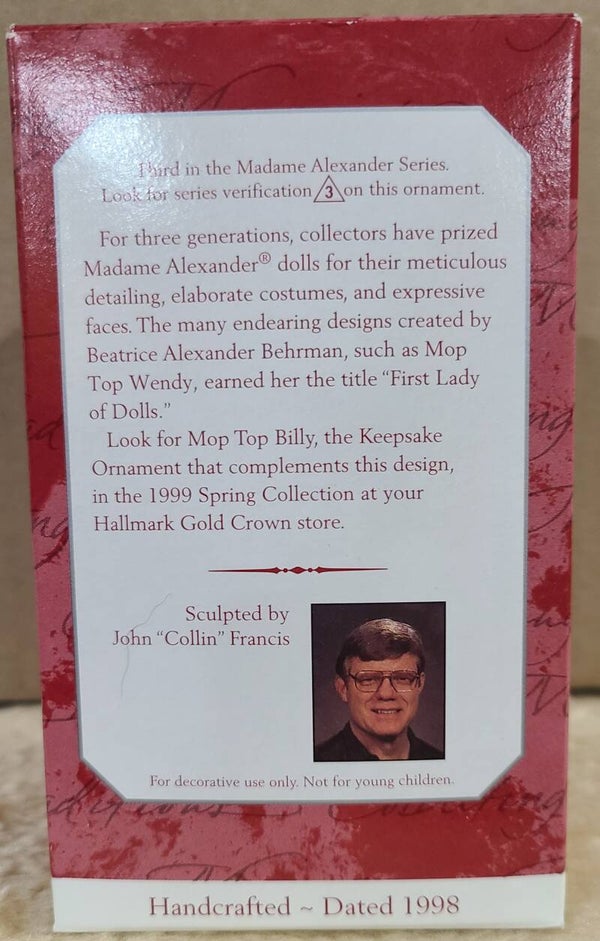 Third in the Madame Alexander Series.
Look for series verification 3 on this ornament.
For three generations, collectors have prized
Madame Alexander® dolls for their meticulous
detailing, elaborate costumes, and expressive
faces. The many endearing designs created by
Beatrice Alexander Behrman, such as Mop
Top Wendy, earned her the title “First Lady
of Dolls.”
Look for Mop Top Billy, the Keepsake
Ornament that complements this design,
in the 1999 Spring Collection at your
Hallmark Gold Crown store.
Sculpted by
John “Collin” Francis
For decorative use only. Not for young children.
Handcrafted ~ Dated 1998